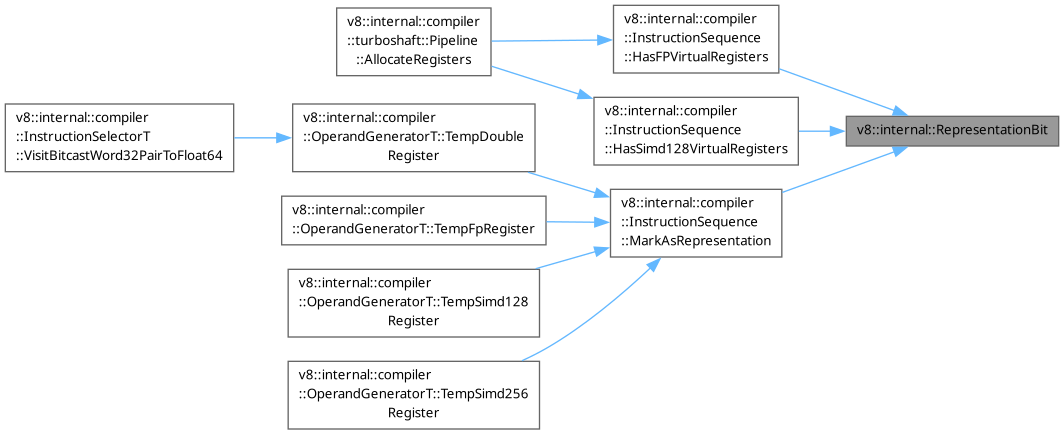 v8::internal::compiler
::turboshaft::Pipeline
::AllocateRegisters
v8::internal::compiler
::InstructionSequence
::HasFPVirtualRegisters
v8::internal::compiler
::InstructionSelectorT
::VisitBitcastWord32PairToFloat64
v8::internal::compiler
::OperandGeneratorT::TempDouble
Register
v8::internal::compiler
::InstructionSequence
::HasSimd128VirtualRegisters
v8::internal::RepresentationBit
v8::internal::compiler
::OperandGeneratorT::TempFpRegister
v8::internal::compiler
::InstructionSequence
::MarkAsRepresentation
v8::internal::compiler
::OperandGeneratorT::TempSimd128
Register
v8::internal::compiler
::OperandGeneratorT::TempSimd256
Register